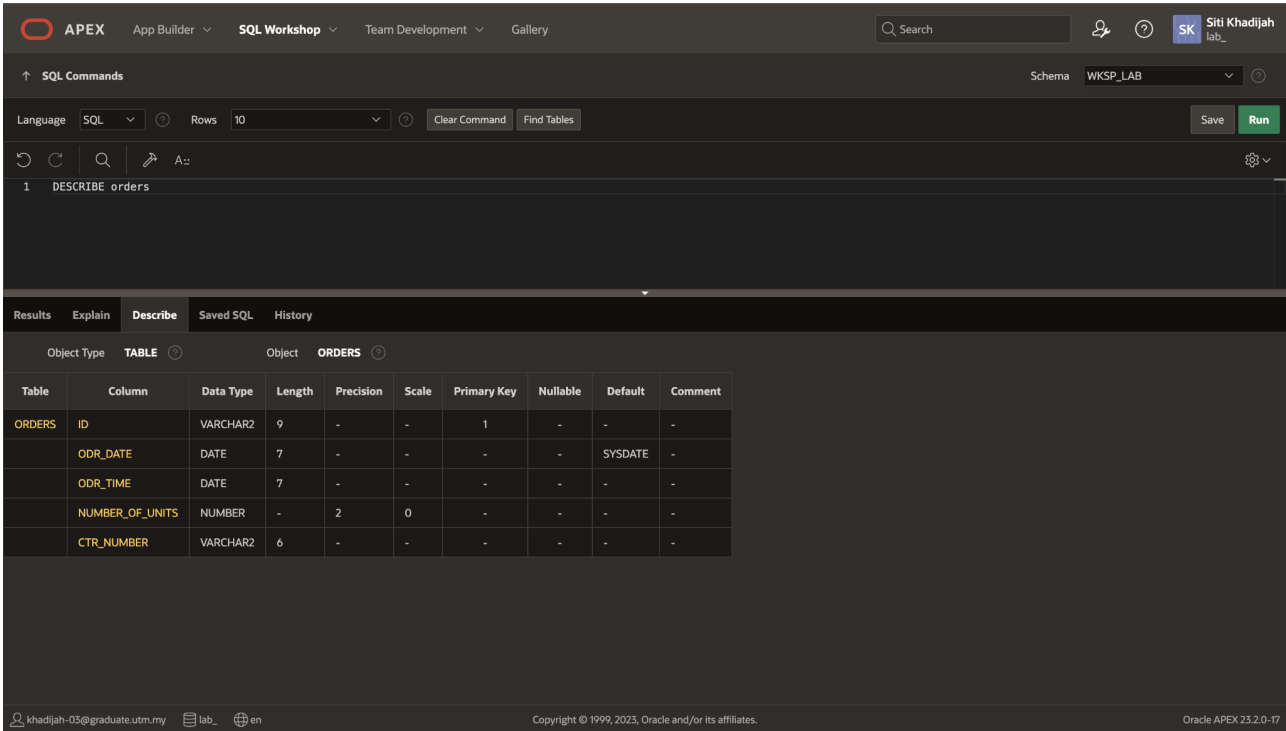 APEX App Builder SQL Workshop Team Development Gallery Search SK Siti Khadijah
lab_
↑ SQL Commands Schema WKSP_LAB
Language SQL Rows 10 Clear Command Find Tables Save Run
1 DESCRIBE orders
Results Explain Describe Saved SQL History
Object Type TABLE Object ORDERS
Table Column Data Type Length Precision Scale Primary Key Nullable Default Comment
ORDERS ID VARCHAR2 9 - - 1 - - -
ODR_DATE DATE 7 - - - - SYSDATE -
ODR_TIME DATE 7 - - - - - -
NUMBER_OF_UNITS NUMBER - 2 0 - - - -
CTR_NUMBER VARCHAR2 6 - - - - - -
khadijah-03@graduate.utm.my lab_ en Copyright © 1999, 2023, Oracle and/or its affiliates. Oracle APEX 23.2.0-17